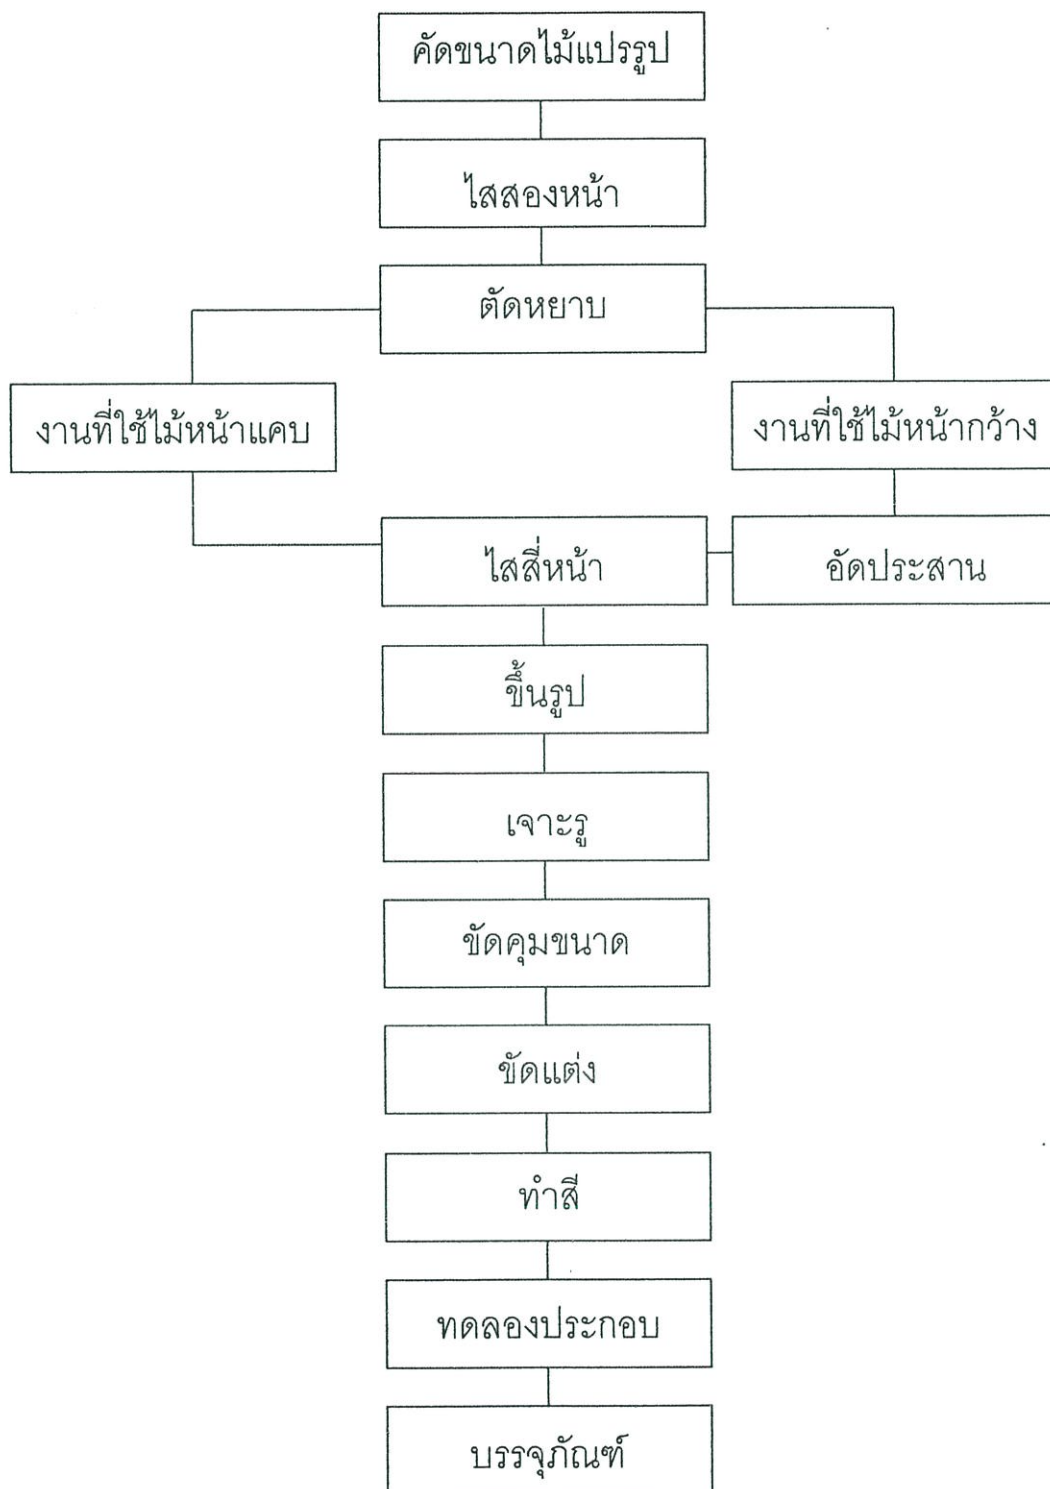 คัดขนาดไม้แปรรูป
ไสสองหน้า
ตัดหยาบ
งานที่ใช้ไม้หน้าแคบ
งานที่ใช้ไม้หน้ากว้าง
ไสสี่หน้า
อัดประสาน
ขึ้นรูป
เจาะรู
ขัดคุมขนาด
ขัดแต่ง
ทำสี
ทดลองประกอบ
บรรจุภัณฑ์